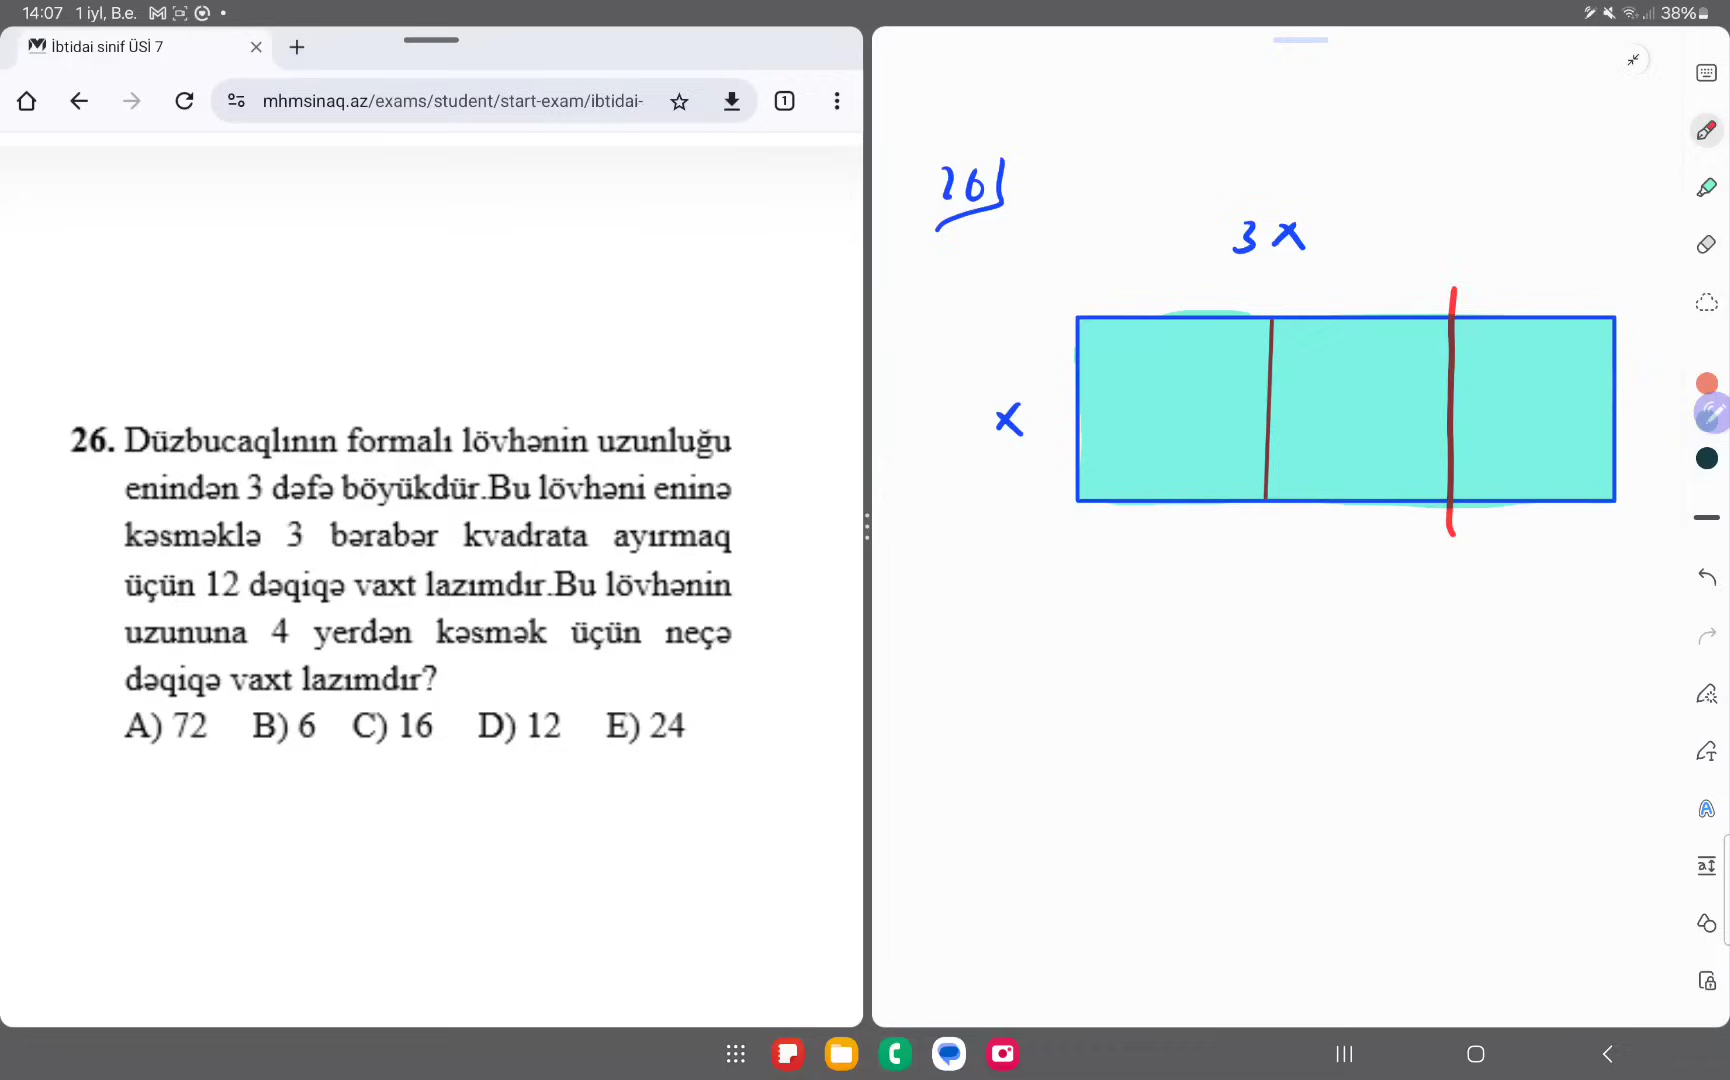 14:07 1 iyl, B.e.
38%
İbtidai sinif ÜSİ 7
mhmsinaq.az/exams/student/start-exam/ibtidai-
1
26. Düzbucaqlının formalı lövhənin uzunluğu
enindən 3 dəfə böyükdür.Bu lövhəni eninə
kəsməklə 3 bərabər kvadrata ayırmaq
üçün 12 dəqiqə vaxt lazımdır.Bu lövhənin
uzununa 4 yerdən kəsmək üçün neçə
dəqiqə vaxt lazımdır?
A) 72 B) 6 C) 16 D) 12 E) 24
26
3x
x